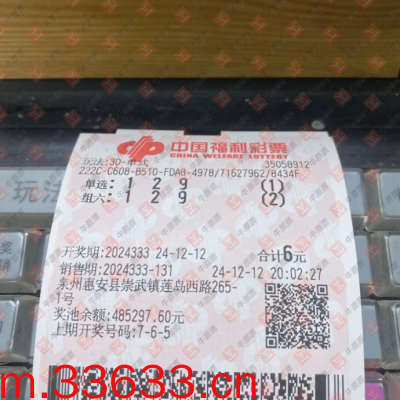 中国福利彩票
CHINA WELFARE LOTTERY
玩法:3D-单式 35050912
222C-C608-B510-FDA0-4978/71627962/8434F
单选: 1 2 9 (1)
组六: 1 2 9 (2)
开奖期:2024333 24-12-12 合计6元
销售期:2024333-131 24-12-12 20:02:27
泉州惠安县崇武镇莲岛西路265-
1号
奖池余额:485297.60元
上期开奖号码:7-6-5
玩法
m.33633.cn